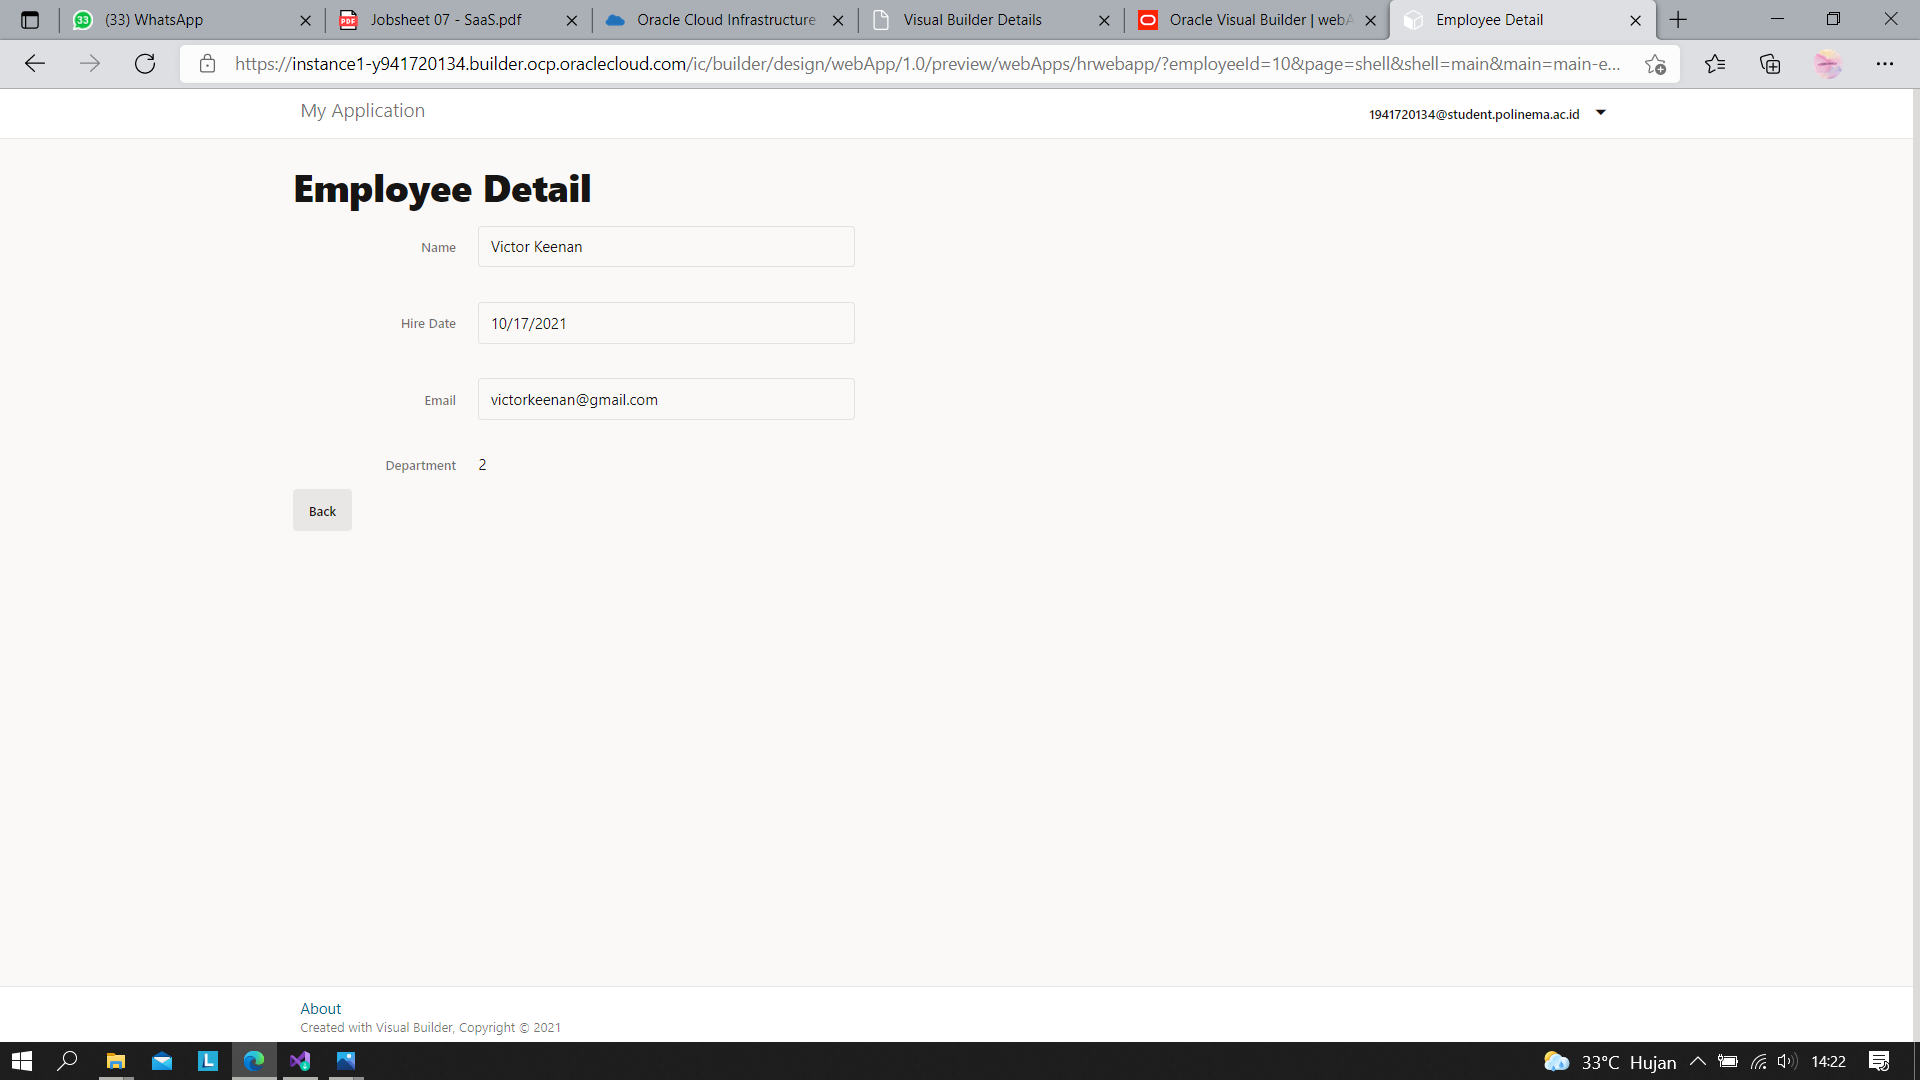 (33) WhatsApp
Jobsheet 07 - SaaS.pdf
Oracle Cloud Infrastructure
Visual Builder Details
Oracle Visual Builder | webA
Employee Detail
https://instance1-y941720134.builder.ocp.oraclecloud.com/ic/builder/design/webApp/1.0/preview/webApps/hrwebapp/?employeeId=10&page=shell&shell=main&main=main-e...
My Application
1941720134@student.polinema.ac.id
Employee Detail
Name Victor Keenan
Hire Date 10/17/2021
Email victorkeenan@gmail.com
Department 2
Back
About
Created with Visual Builder, Copyright © 2021
33°C Hujan 14:22